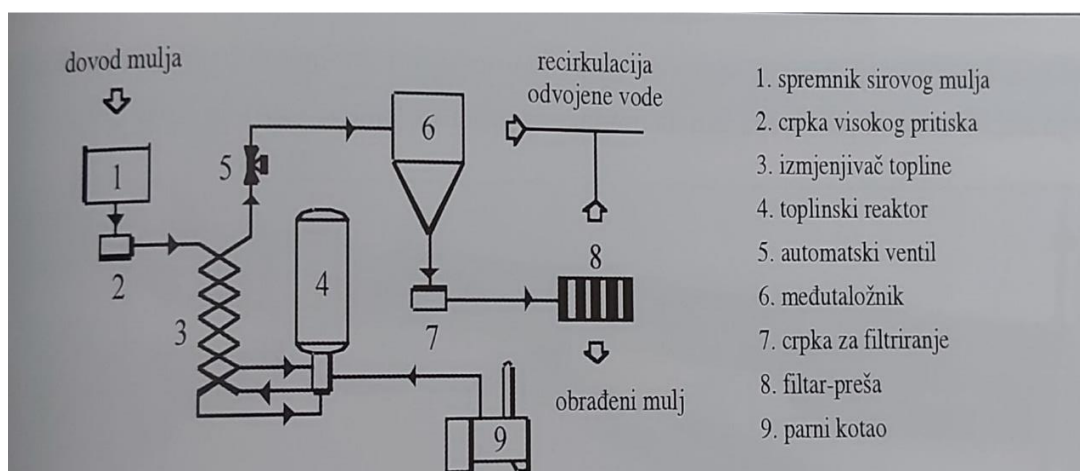 dovod mulja
1
2
3
4
5
6
7
8
9
recirkulacija
odvojene vode
obrađeni mulj
1. spremnik sirovog mulja
2. crpka visokog pritiska
3. izmjenjivač topline
4. toplinski reaktor
5. automatski ventil
6. međutaložnik
7. crpka za filtriranje
8. filtar-preša
9. parni kotao